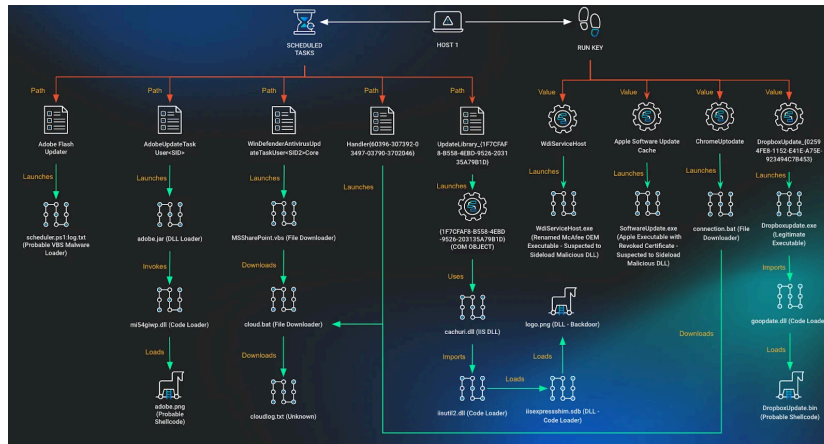 SCHEDULED
TASKS
HOST 1
RUN KEY
Path
Path
Path
Path
Path
Value
Value
Value
Value
Adobe Flash
Updater
AdobeUpdateTask
User<SID>
WinDefenderAntivirusUpd
ateTaskUser<SID2>Core
Handler{60396-307392-0
3497-03790-3702046}
UpdateLibrary_{1F7CFAF
8-B558-4EBD-9526-2031
35A79B1D}
WdiServiceHost
Apple Software Update
Cache
ChromeUptodate
DropboxUpdate_{0259
4FE8-1152-E41E-A75E-
923494C7B453}
Launches
Launches
Launches
Launches
Launches
Launches
Launches
Launches
Launches
scheduler.ps1:log.txt
(Probable VBS Malware
Loader)
adobe.jar (DLL Loader)
MSSharePoint.vbs (File Downloader)
{1F7CFAF8-B558-4EBD
-9526-203135A79B1D}
(COM OBJECT)
WdiServiceHost.exe
(Renamed McAfee OEM
Executable - Suspected to
Sideload Malicious DLL)
SoftwareUpdate.exe
(Apple Executable with
Revoked Certificate -
Suspected to Sideload
Malicious DLL)
connection.bat (File
Downloader)
Dropboxupdate.exe
(Legitimate
Executable)
Invokes
Downloads
Uses
Imports
mi54giwp.dll (Code Loader)
cloud.bat (File Downloader)
cachuri.dll (IIS DLL)
logo.png (DLL - Backdoor)
Downloads
goopdate.dll (Code Loader)
Loads
Downloads
Imports
Loads
Loads
adobe.png
(Probable
Shellcode)
cloudlog.txt (Unknown)
iisutil2.dll (Code Loader)
Loads
iisexpressshim.sdb (DLL -
Code Loader)
DropboxUpdate.bin
(Probable Shellcode)